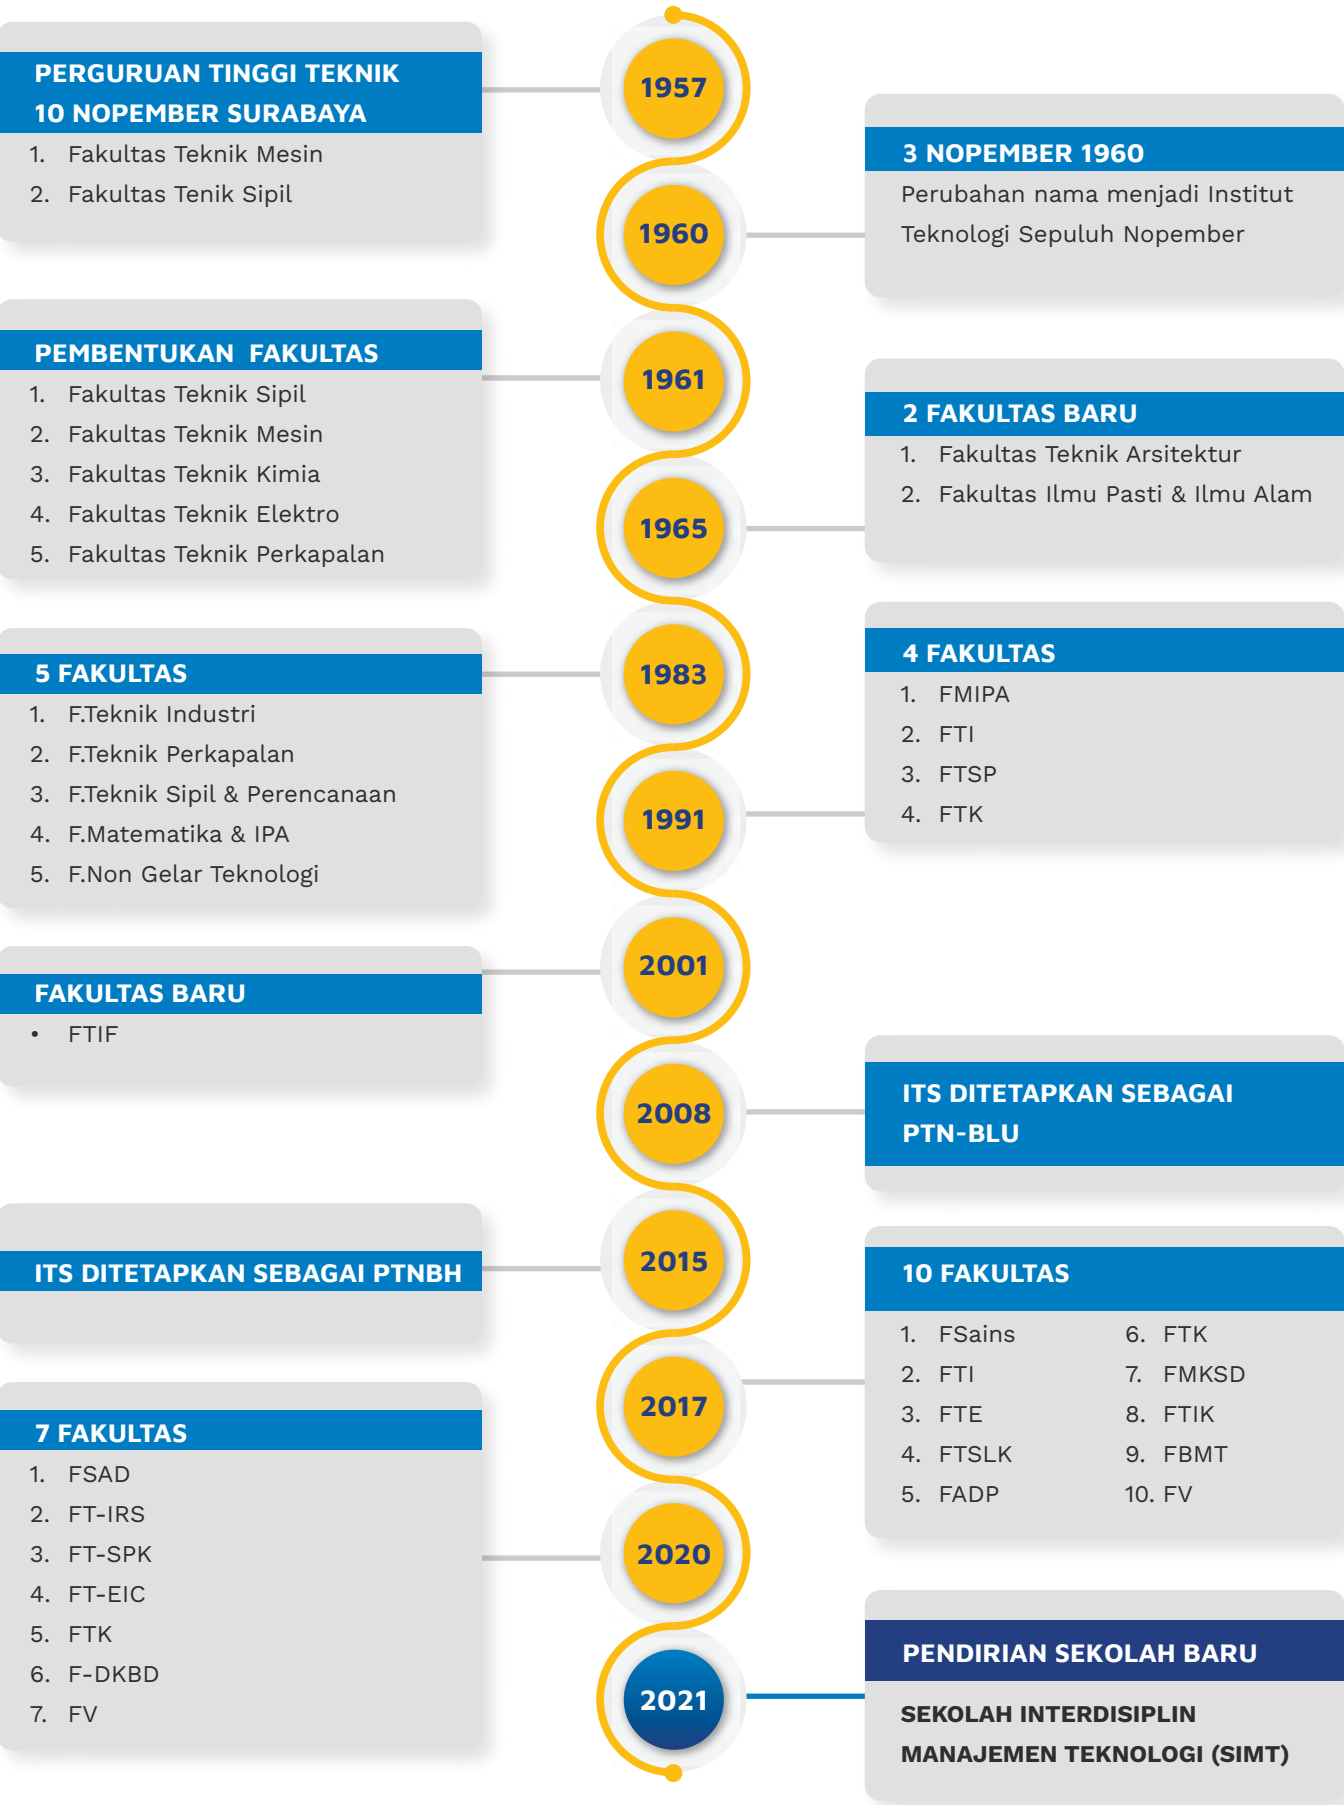 1957
PERGURUAN TINGGI TEKNIK
10 NOPEMBER SURABAYA
1. Fakultas Teknik Mesin
2. Fakultas Tenik Sipil
1960
3 NOPEMBER 1960
Perubahan nama menjadi Institut
Teknologi Sepuluh Nopember
1961
PEMBENTUKAN FAKULTAS
1. Fakultas Teknik Sipil
2. Fakultas Teknik Mesin
3. Fakultas Teknik Kimia
4. Fakultas Teknik Elektro
5. Fakultas Teknik Perkapalan
1965
2 FAKULTAS BARU
1. Fakultas Teknik Arsitektur
2. Fakultas Ilmu Pasti & Ilmu Alam
1983
5 FAKULTAS
1. F.Teknik Industri
2. F.Teknik Perkapalan
3. F.Teknik Sipil & Perencanaan
4. F.Matematika & IPA
5. F.Non Gelar Teknologi
1991
4 FAKULTAS
1. FMIPA
2. FTI
3. FTSP
4. FTK
2001
FAKULTAS BARU
• FTIF
2008
ITS DITETAPKAN SEBAGAI
PTN-BLU
2015
ITS DITETAPKAN SEBAGAI PTNBH
2017
10 FAKULTAS
1. FSains
2. FTI
3. FTE
4. FTSLK
5. FADP
6. FTK
7. FMKSD
8. FTIK
9. FBMT
10. FV
2020
7 FAKULTAS
1. FSAD
2. FT-IRS
3. FT-SPK
4. FT-EIC
5. FTK
6. F-DKBD
7. FV
2021
PENDIRIAN SEKOLAH BARU
SEKOLAH INTERDISIPLIN
MANAJEMEN TEKNOLOGI (SIMT)